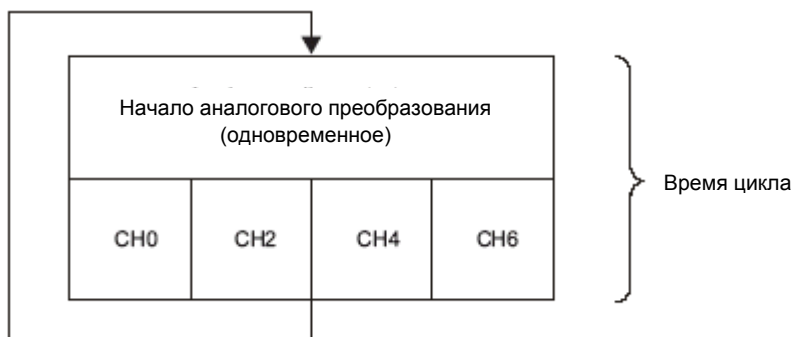 Начало аналогового преобразования
(одновременное)
Время цикла
CH0
CH2
CH4
CH6